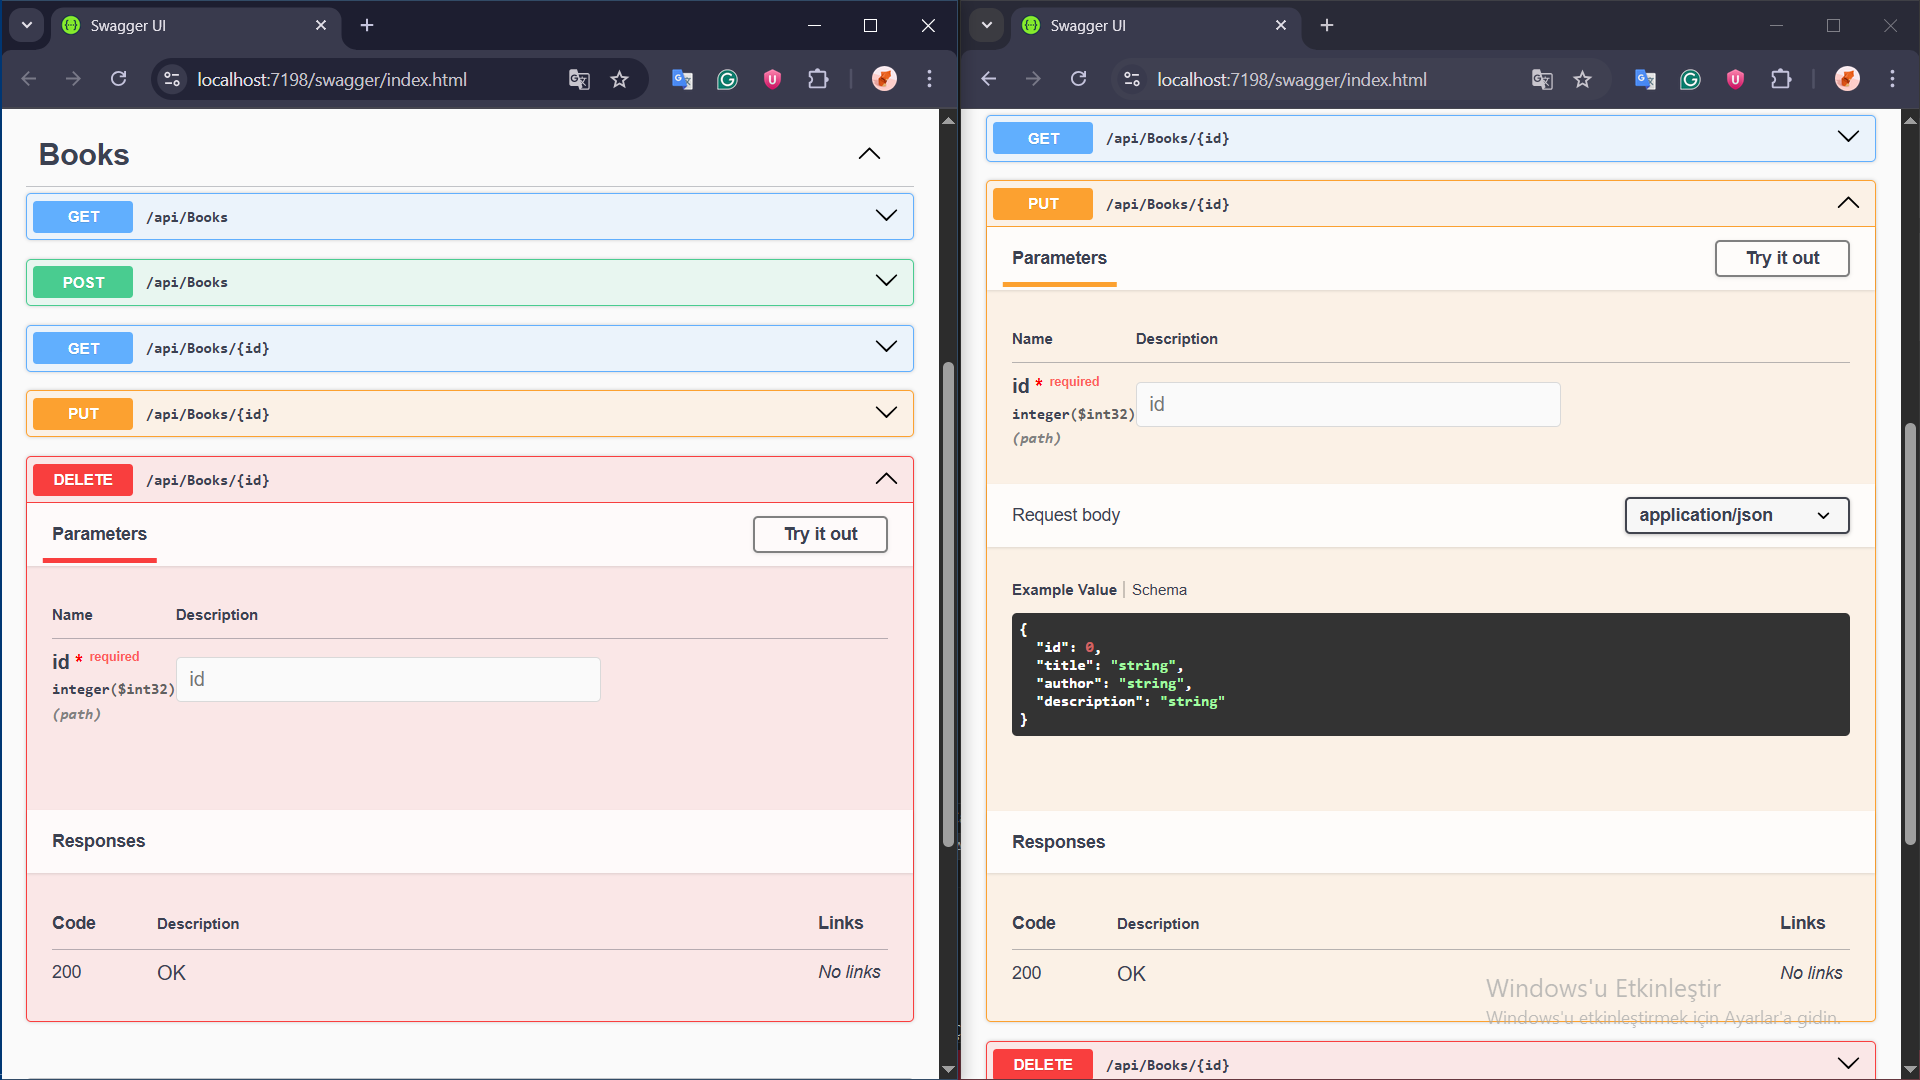 Swagger UI
localhost:7198/swagger/index.html
Books
GET /api/Books
POST /api/Books
GET /api/Books/{id}
PUT /api/Books/{id}
DELETE /api/Books/{id}
Parameters
Try it out
Name Description
id * required
integer($int32)
(path)
id
Responses
Code Description Links
200 OK No links
Swagger UI
localhost:7198/swagger/index.html
GET /api/Books/{id}
PUT /api/Books/{id}
Parameters
Try it out
Name Description
id * required
integer($int32)
(path)
id
Request body
application/json
Example Value Schema
{
"id": 0,
"title": "string",
"author": "string",
"description": "string"
}
Responses
Code Description Links
200 OK No links
Windows'u Etkinleştir
Windows'u etkinleştirmek için Ayarlar'a gidin.
DELETE /api/Books/{id}